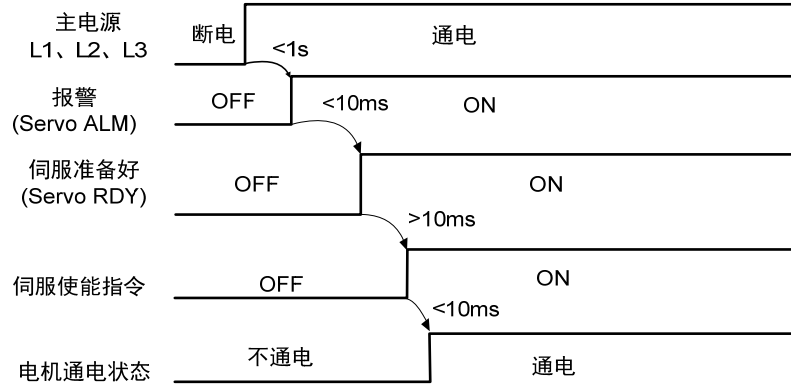 主电源
L1、L2、L3
断电
通电
<1s
报警
(Servo ALM)
OFF
<10ms
ON
伺服准备好
(Servo RDY)
OFF
ON
>10ms
伺服使能指令
OFF
ON
<10ms
电机通电状态
不通电
通电